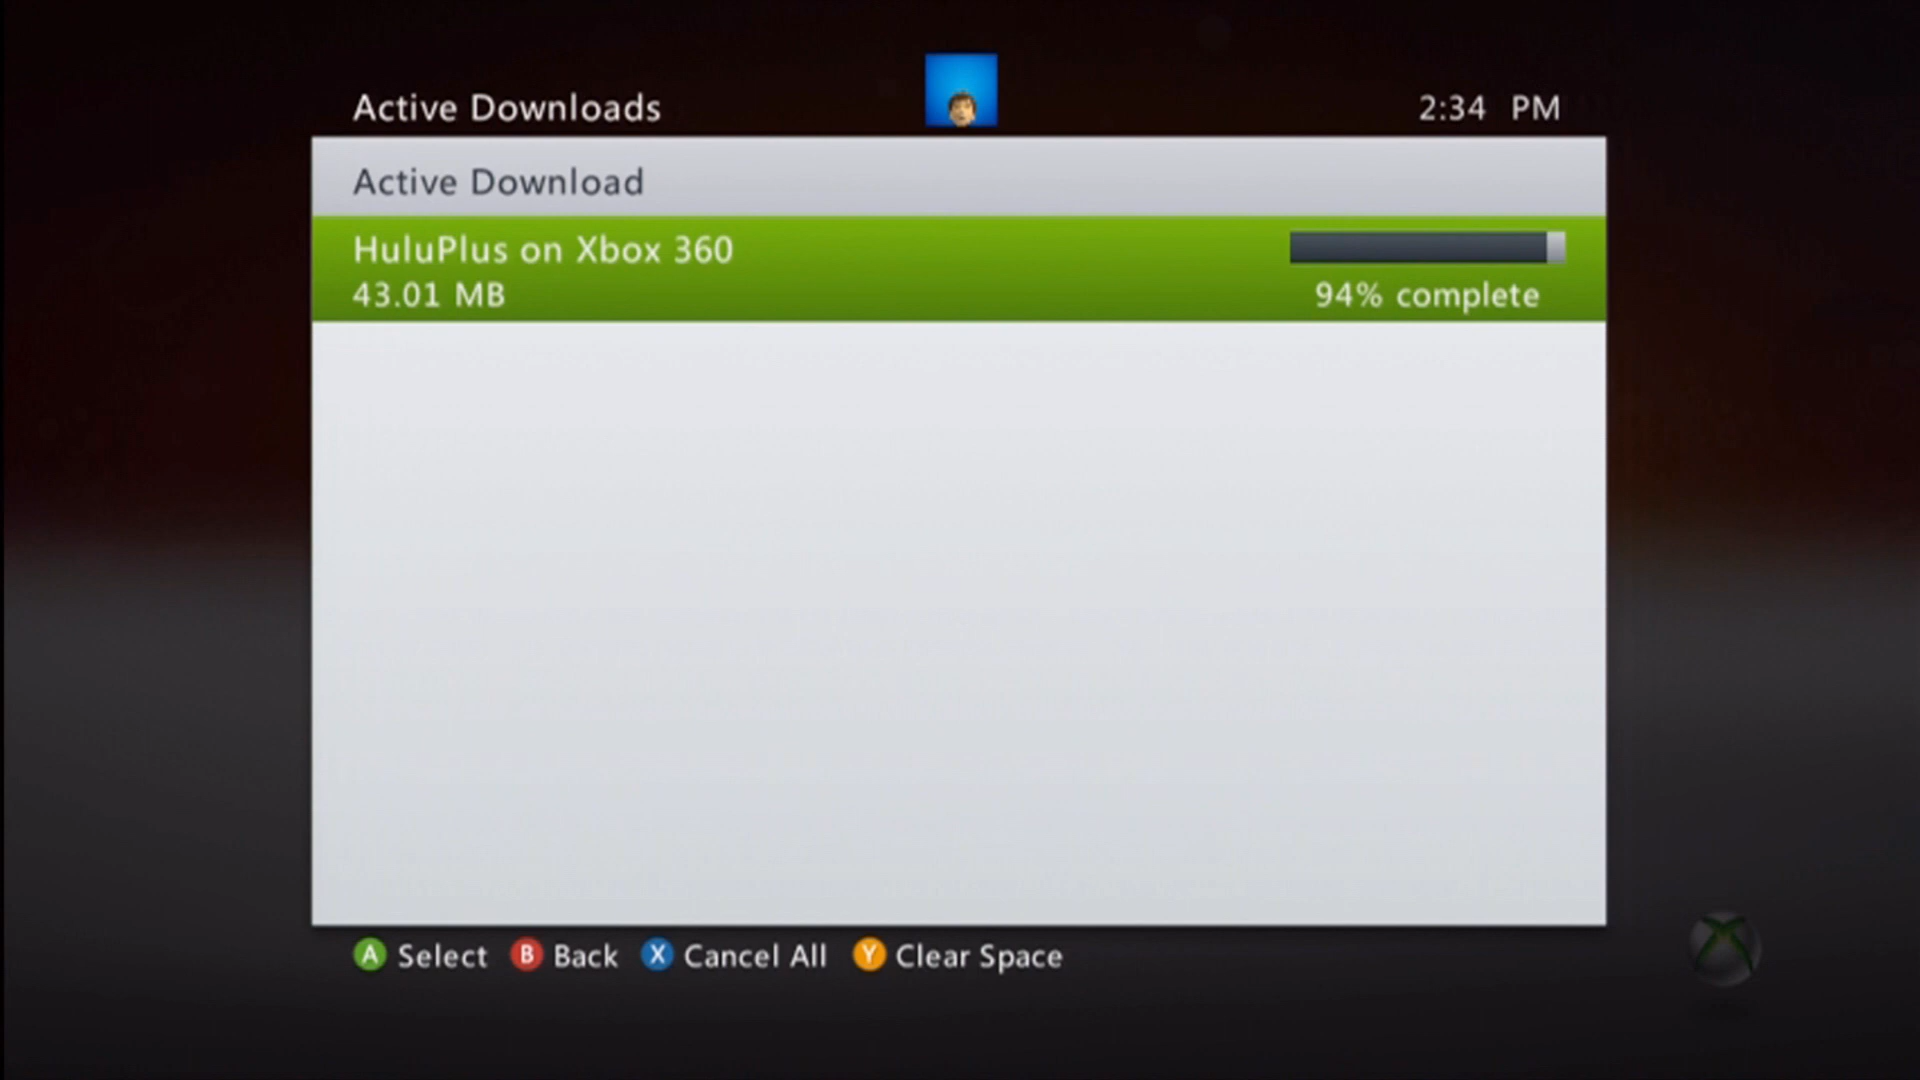 Active Downloads
2:34 PM
Active Download
HuluPlus on Xbox 360
43.01 MB
94% complete
A Select B Back X Cancel All Y Clear Space